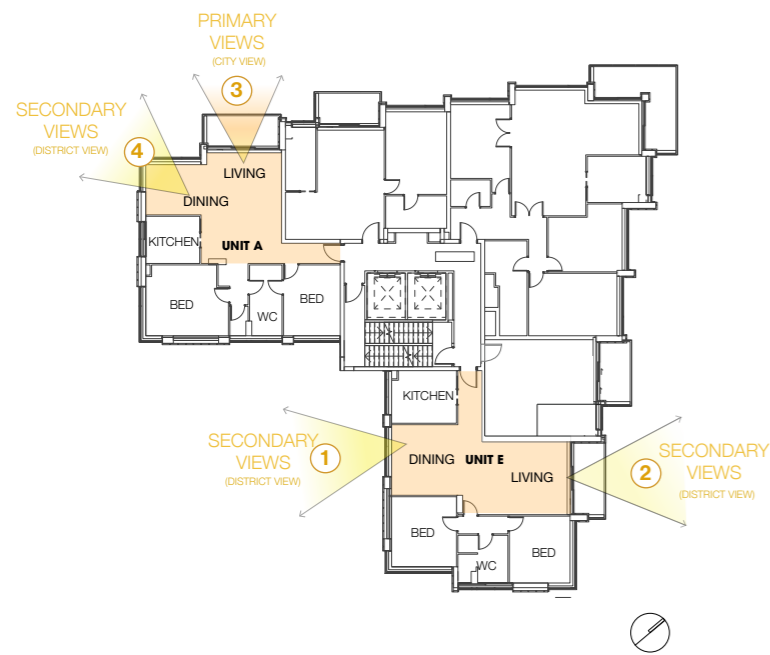 PRIMARY
VIEWS
(CITY VIEW)
3
SECONDARY
VIEWS
(DISTRICT VIEW)
4
LIVING
DINING
KITCHEN
UNIT A
BED
WC
BED
KITCHEN
SECONDARY
VIEWS
(DISTRICT VIEW)
1
DINING
UNIT E
LIVING
2
SECONDARY
VIEWS
(DISTRICT VIEW)
BED
WC
BED